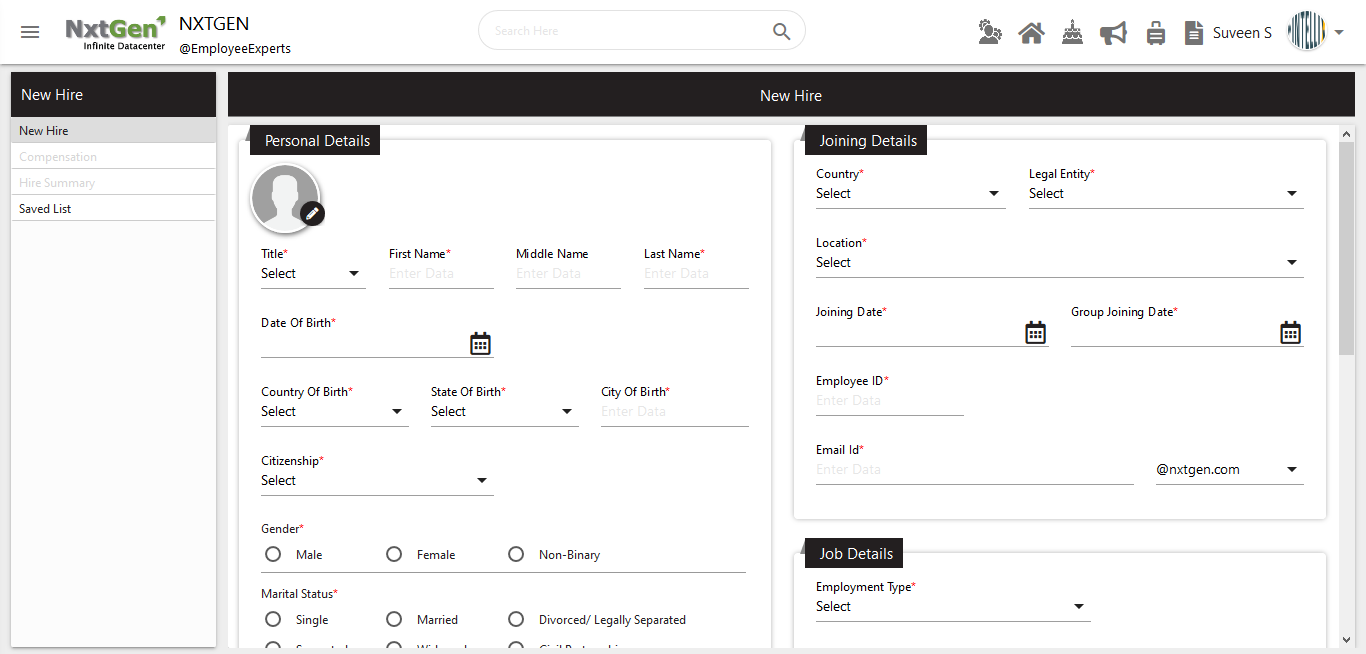 NxtGen
Infinite Datacenter
NXTGEN
@EmployeeExperts
Search Here
Suveen S
New Hire
New Hire
Compensation
Hire Summary
Saved List
New Hire
Personal Details
Title*
Select
First Name*
Enter Data
Middle Name
Enter Data
Last Name*
Enter Data
Date Of Birth*
Country Of Birth*
Select
State Of Birth*
Select
City Of Birth*
Enter Data
Citizenship*
Select
Gender*
Male
Female
Non-Binary
Marital Status*
Single
Married
Divorced/ Legally Separated
Joining Details
Country*
Select
Legal Entity*
Select
Location*
Select
Joining Date*
Group Joining Date*
Employee ID*
Enter Data
Email Id*
Enter Data
@nxtgen.com
Job Details
Employment Type*
Select